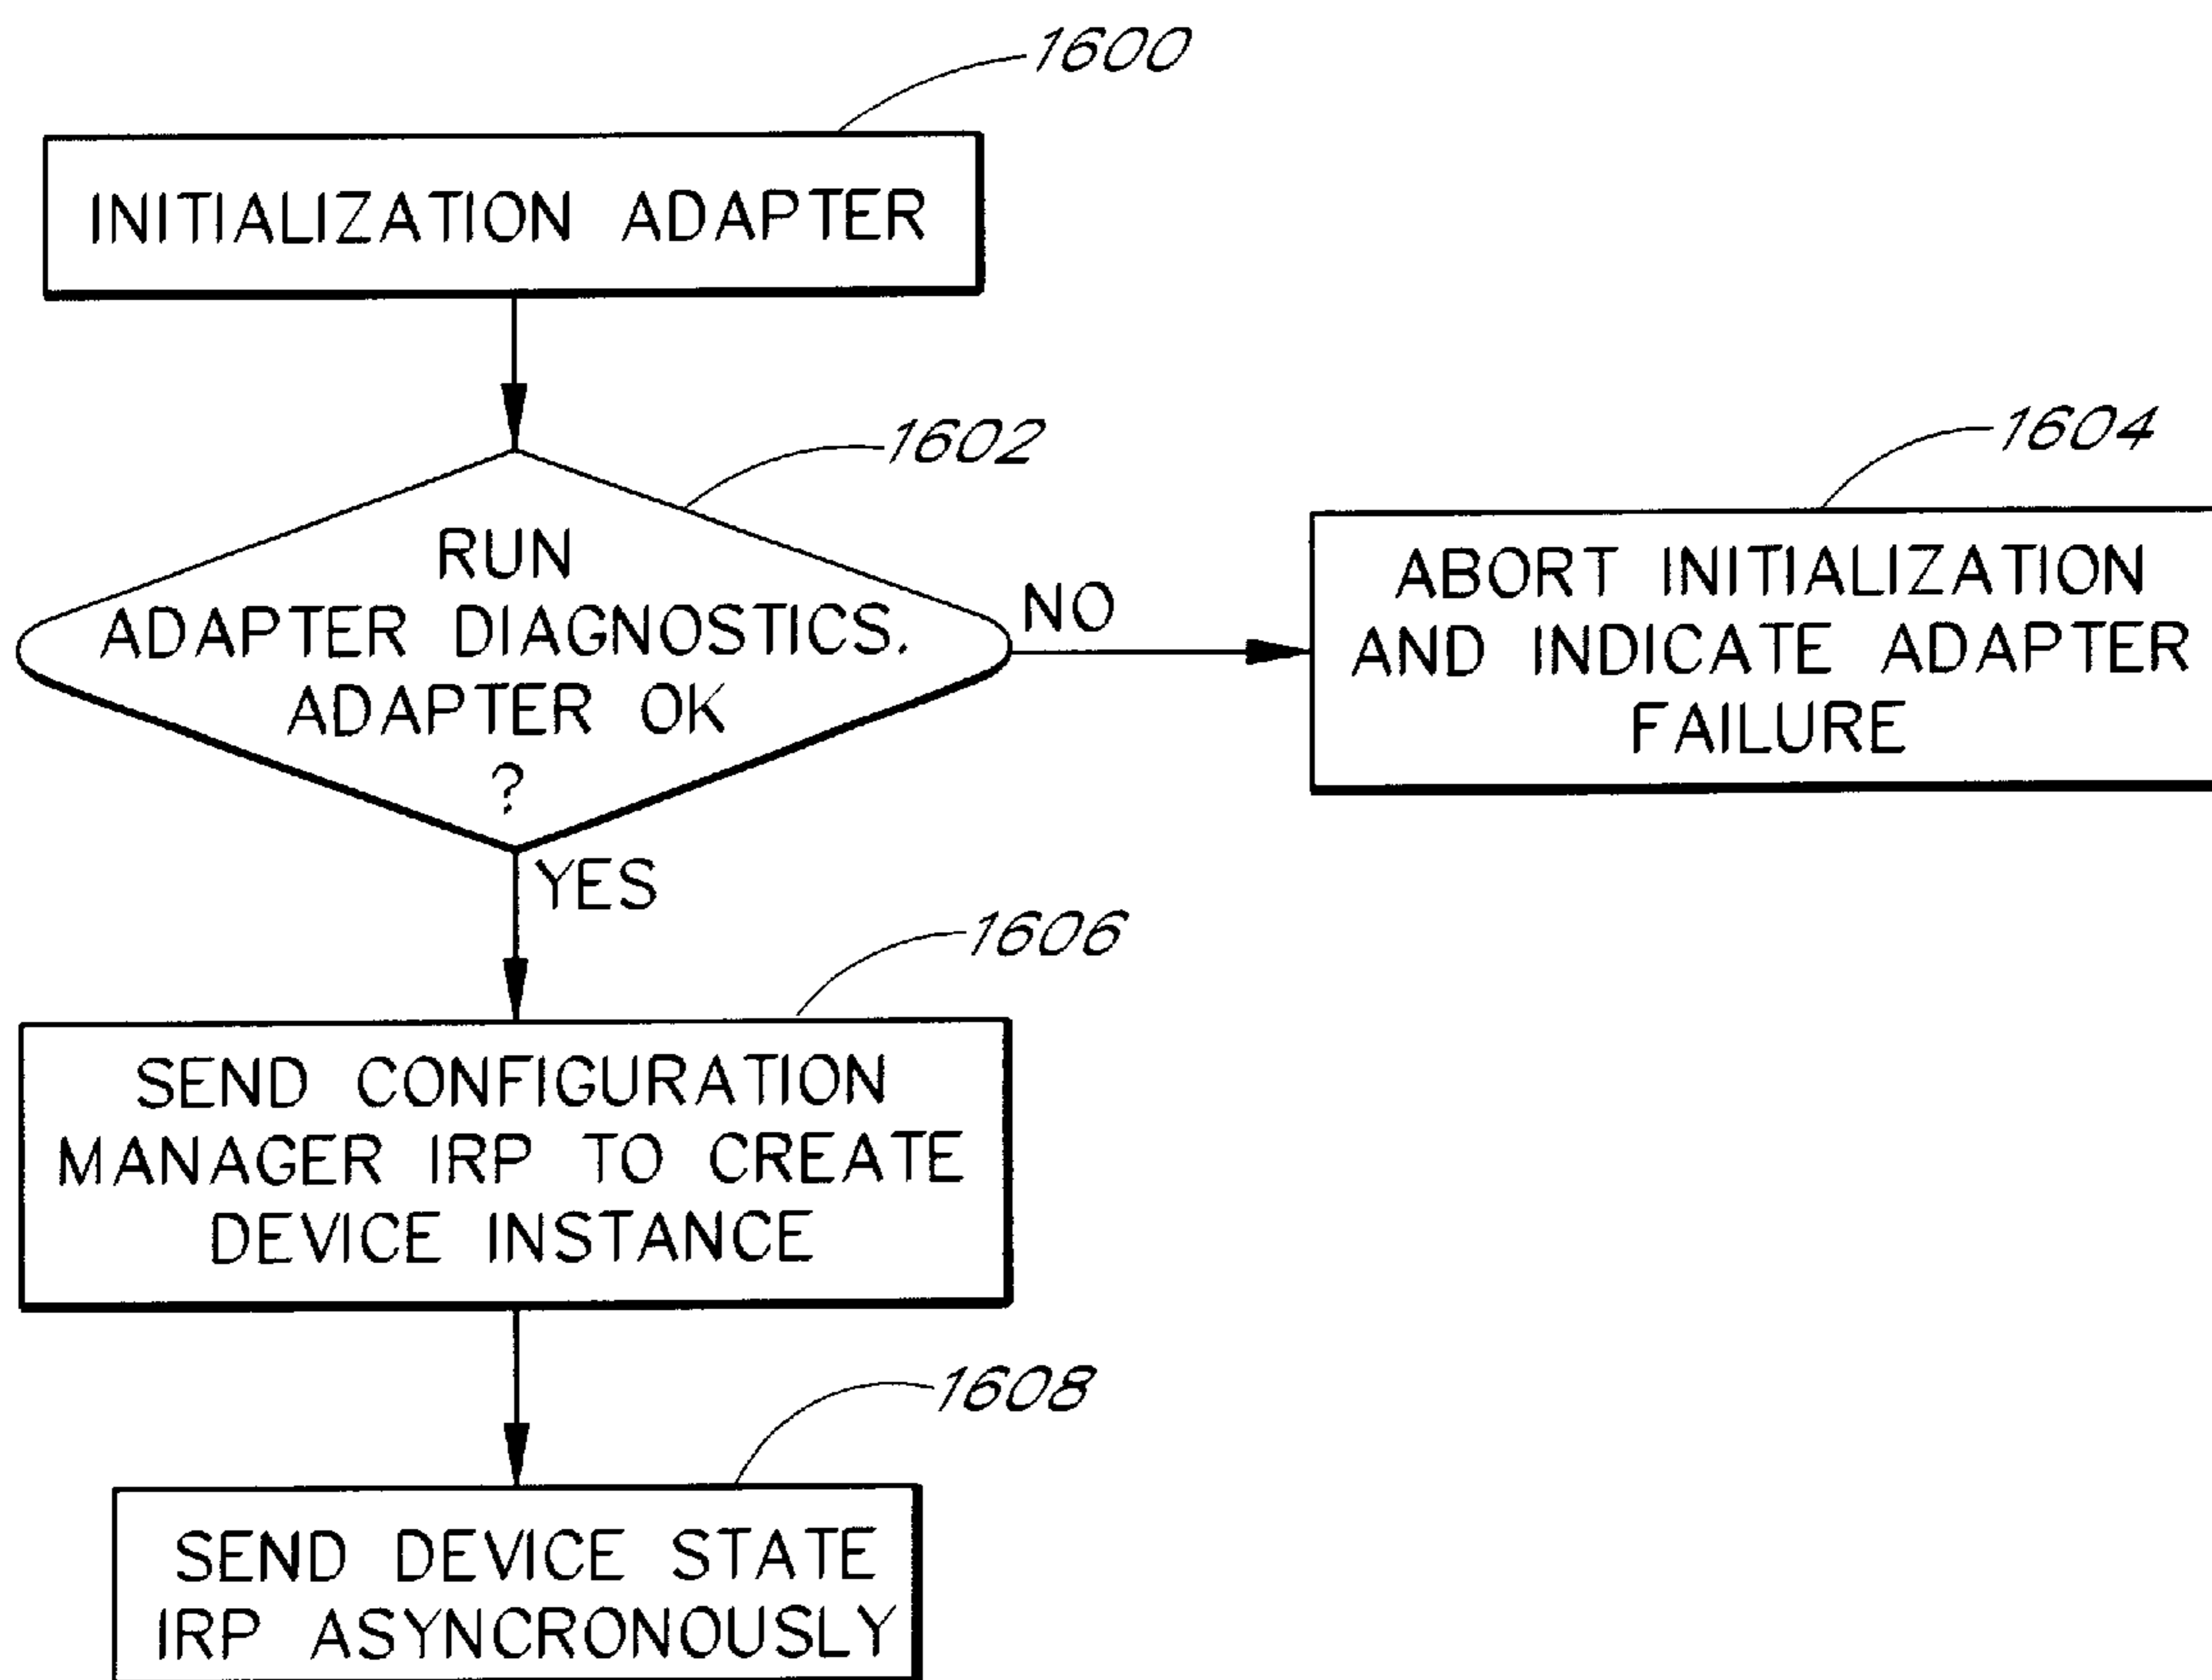 1600
INITIALIZATION ADAPTER
1602
RUN
ADAPTER DIAGNOSTICS.
ADAPTER OK
?
NO
1604
ABORT INITIALIZATION
AND INDICATE ADAPTER
FAILURE
YES
1606
SEND CONFIGURATION
MANAGER IRP TO CREATE
DEVICE INSTANCE
1608
SEND DEVICE STATE
IRP ASYNCRONOUSLY